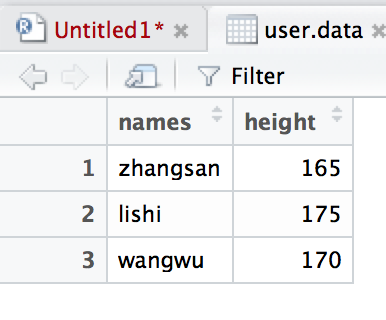 Untitled1* user.data
Filter
names height
1 zhangsan 165
2 lishi 175
3 wangwu 170